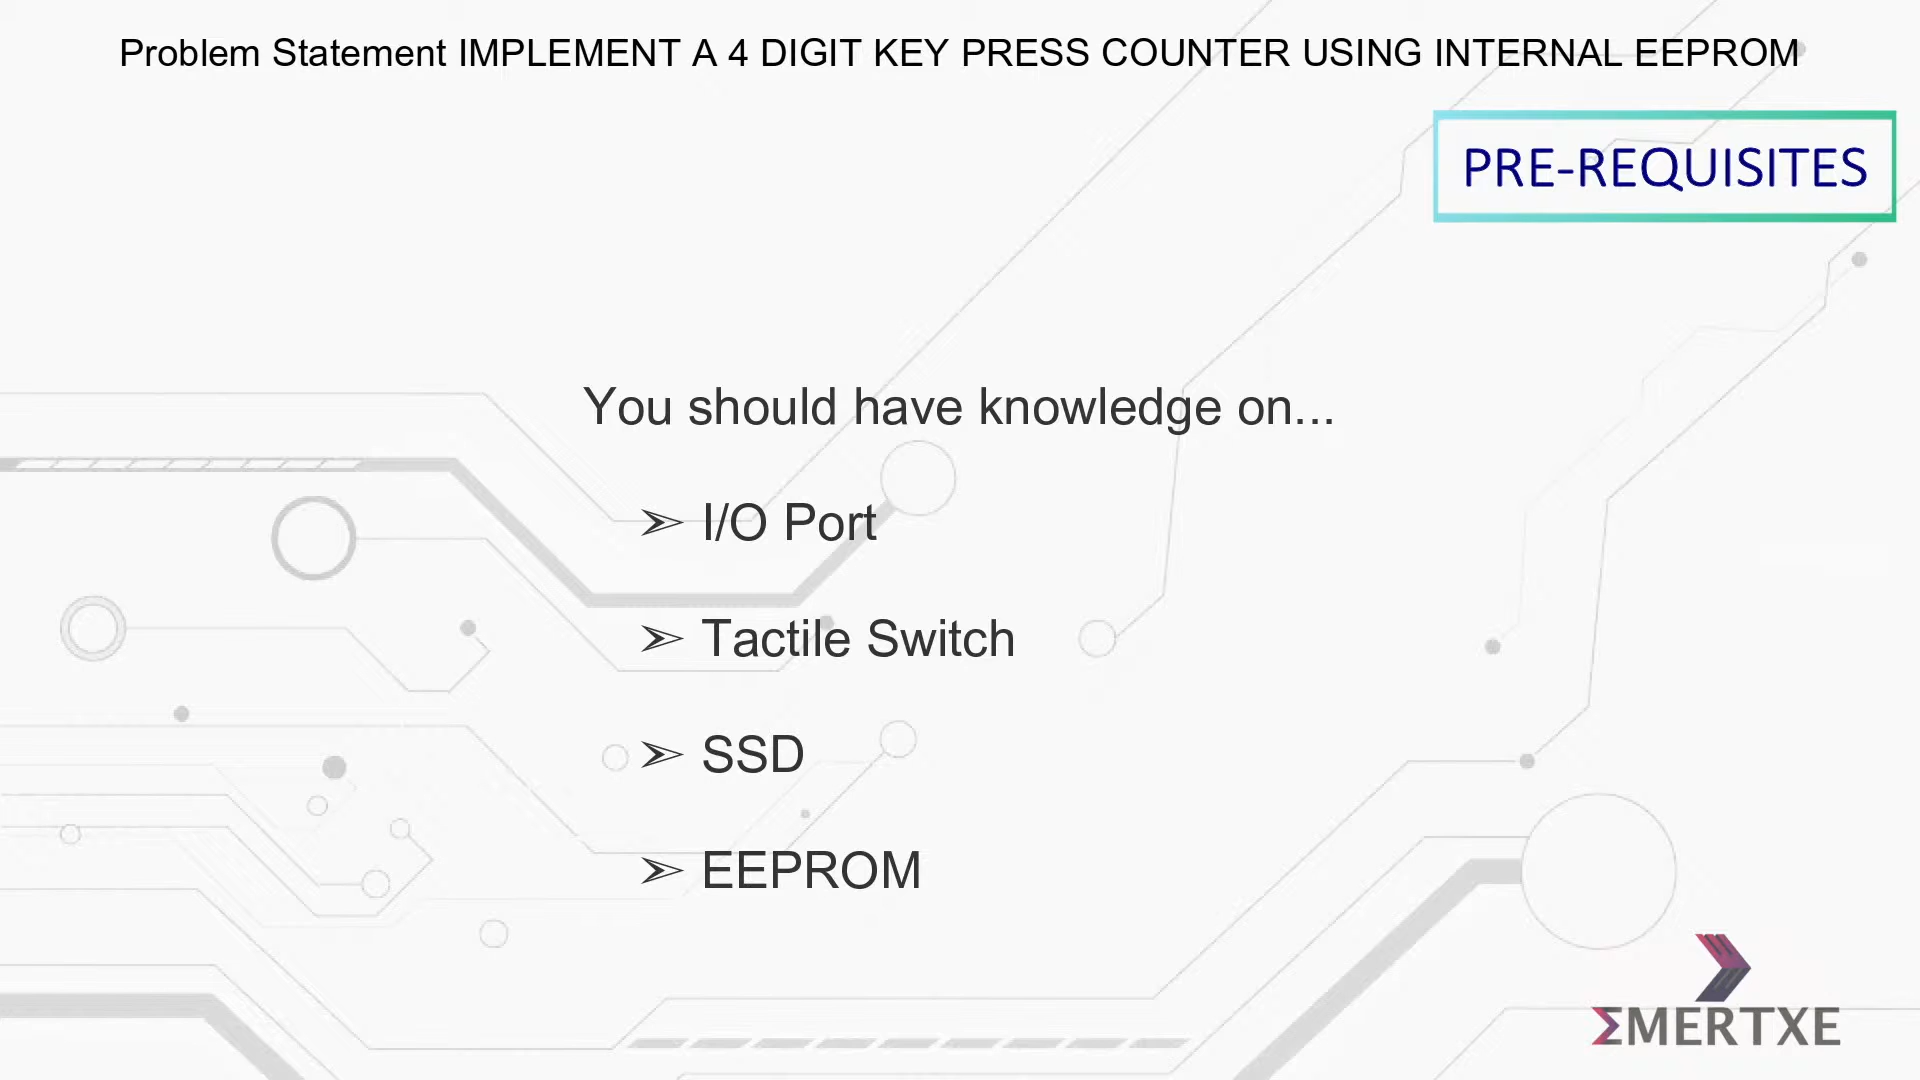 Problem Statement IMPLEMENT A 4 DIGIT KEY PRESS COUNTER USING INTERNAL EEPROM
PRE-REQUISITES
You should have knowledge on...
➢ I/O Port
➢ Tactile Switch
➢ SSD
➢ EEPROM
ΣMERTXE